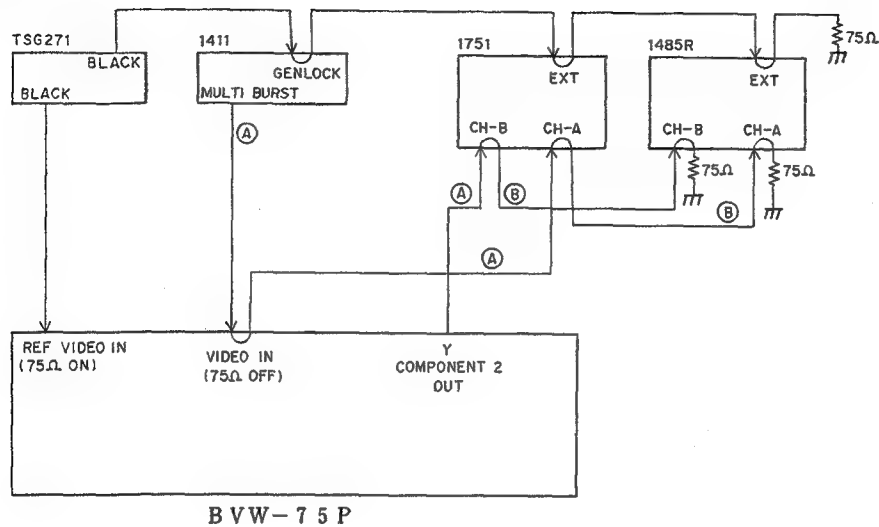 TSG271
BLACK
BLACK
1411
GENLOCK
MULTI BURST
1751
EXT
CH-B
CH-A
1485R
EXT
CH-B
CH-A
75Ω
75Ω
75Ω
Ⓐ
Ⓐ
Ⓑ
Ⓑ
Ⓐ
REF VIDEO IN
(75Ω ON)
VIDEO IN
(75Ω OFF)
Y
COMPONENT 2
OUT
BVW-75P